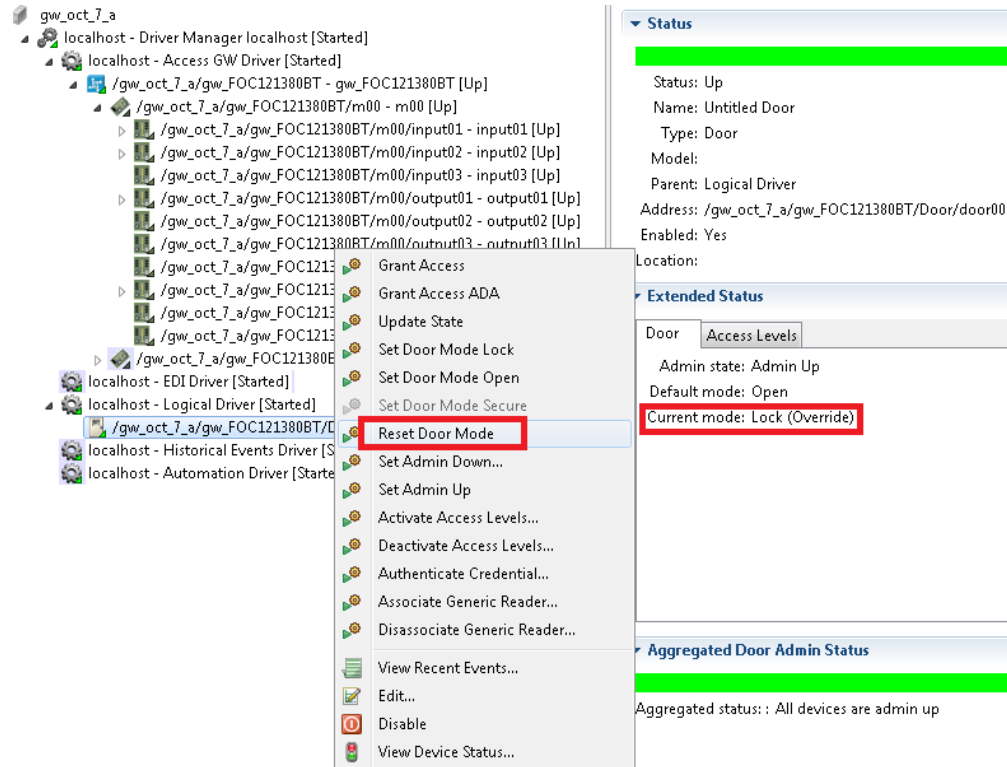 gw_oct_7_a
localhost - Driver Manager localhost [Started]
localhost - Access GW Driver [Started]
/gw_oct_7_a/gw_FOC121380BT - gw_FOC121380BT [Up]
/gw_oct_7_a/gw_FOC121380BT/m00 - m00 [Up]
/gw_oct_7_a/gw_FOC121380BT/m00/input01 - input01 [Up]
/gw_oct_7_a/gw_FOC121380BT/m00/input02 - input02 [Up]
/gw_oct_7_a/gw_FOC121380BT/m00/input03 - input03 [Up]
/gw_oct_7_a/gw_FOC121380BT/m00/output01 - output01 [Up]
/gw_oct_7_a/gw_FOC121380BT/m00/output02 - output02 [Up]
/gw_oct_7_a/gw_FOC121380BT/m00/output03 - output03 [Up]
/gw_oct_7_a/gw_FOC1213
/gw_oct_7_a/gw_FOC1213
/gw_oct_7_a/gw_FOC1213
/gw_oct_7_a/gw_FOC1213
/gw_oct_7_a/gw_FOC121380B
localhost - EDI Driver [Started]
localhost - Logical Driver [Started]
/gw_oct_7_a/gw_FOC121380BT/D
localhost - Historical Events Driver [S
localhost - Automation Driver [Starte
Grant Access
Grant Access ADA
Update State
Set Door Mode Lock
Set Door Mode Open
Set Door Mode Secure
Reset Door Mode
Set Admin Down...
Set Admin Up
Activate Access Levels...
Deactivate Access Levels...
Authenticate Credential...
Associate Generic Reader...
Disassociate Generic Reader...
View Recent Events...
Edit...
Disable
View Device Status...
Status
Status: Up
Name: Untitled Door
Type: Door
Model:
Parent: Logical Driver
Address: /gw_oct_7_a/gw_FOC121380BT/Door/door00
Enabled: Yes
Location:
Extended Status
Door Access Levels
Admin state: Admin Up
Default mode: Open
Current mode: Lock (Override)
Aggregated Door Admin Status
Aggregated status: : All devices are admin up